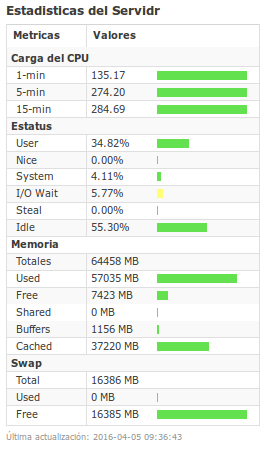 Estadisticas del Servidr
Metricas Valores
Carga del CPU
1-min 135.17
5-min 274.20
15-min 284.69
Estatus
User 34.82%
Nice 0.00%
System 4.11%
I/O Wait 5.77%
Steal 0.00%
Idle 55.30%
Memoria
Totales 64458 MB
Used 57035 MB
Free 7423 MB
Shared 0 MB
Buffers 1156 MB
Cached 37220 MB
Swap
Total 16386 MB
Used 0 MB
Free 16385 MB
Última actualización: 2016-04-05 09:36:43